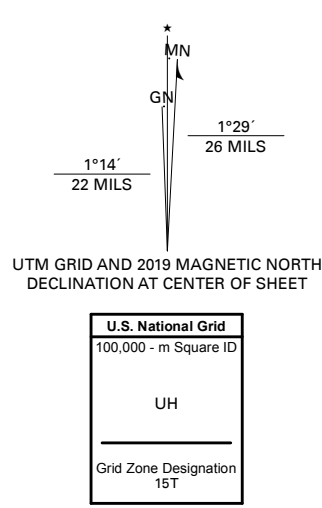 ★
MN
GN
1°29´
26 MILS
1°14´
22 MILS
UTM GRID AND 2019 MAGNETIC NORTH
DECLINATION AT CENTER OF SHEET
U.S. National Grid
100,000 - m Square ID
UH
Grid Zone Designation
15T